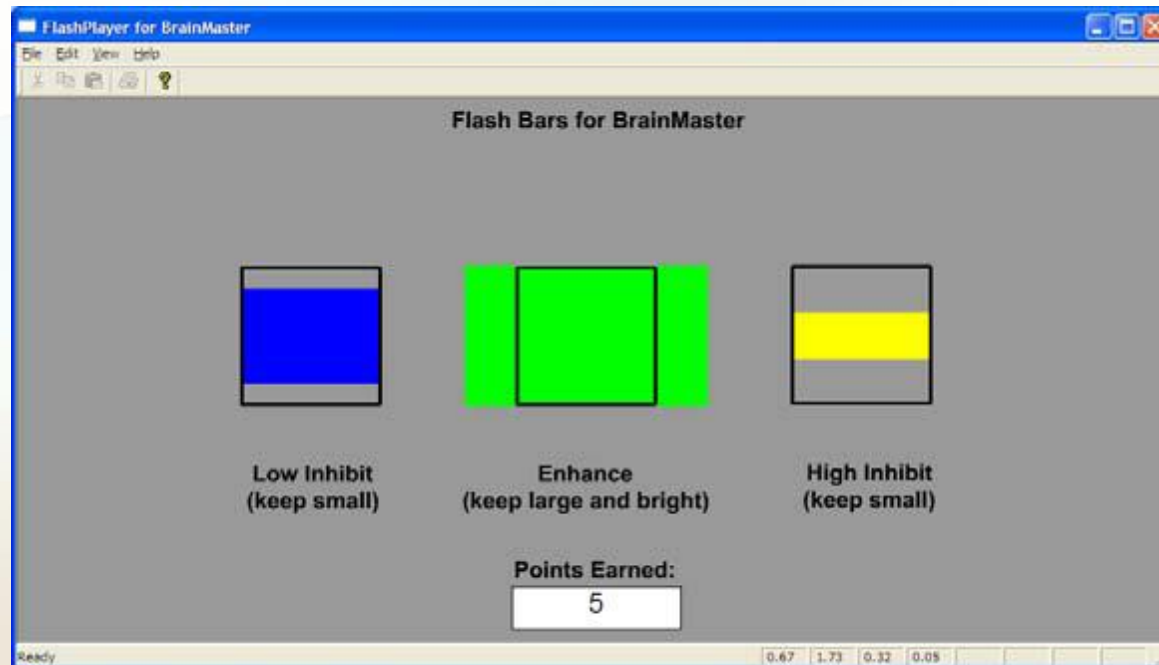 FlashPlayer for BrainMaster
File Edit View Help
Flash Bars for BrainMaster
Low Inhibit
(keep small)
Enhance
(keep large and bright)
High Inhibit
(keep small)
Points Earned:
5
Ready 0.67 1.73 0.32 0.05